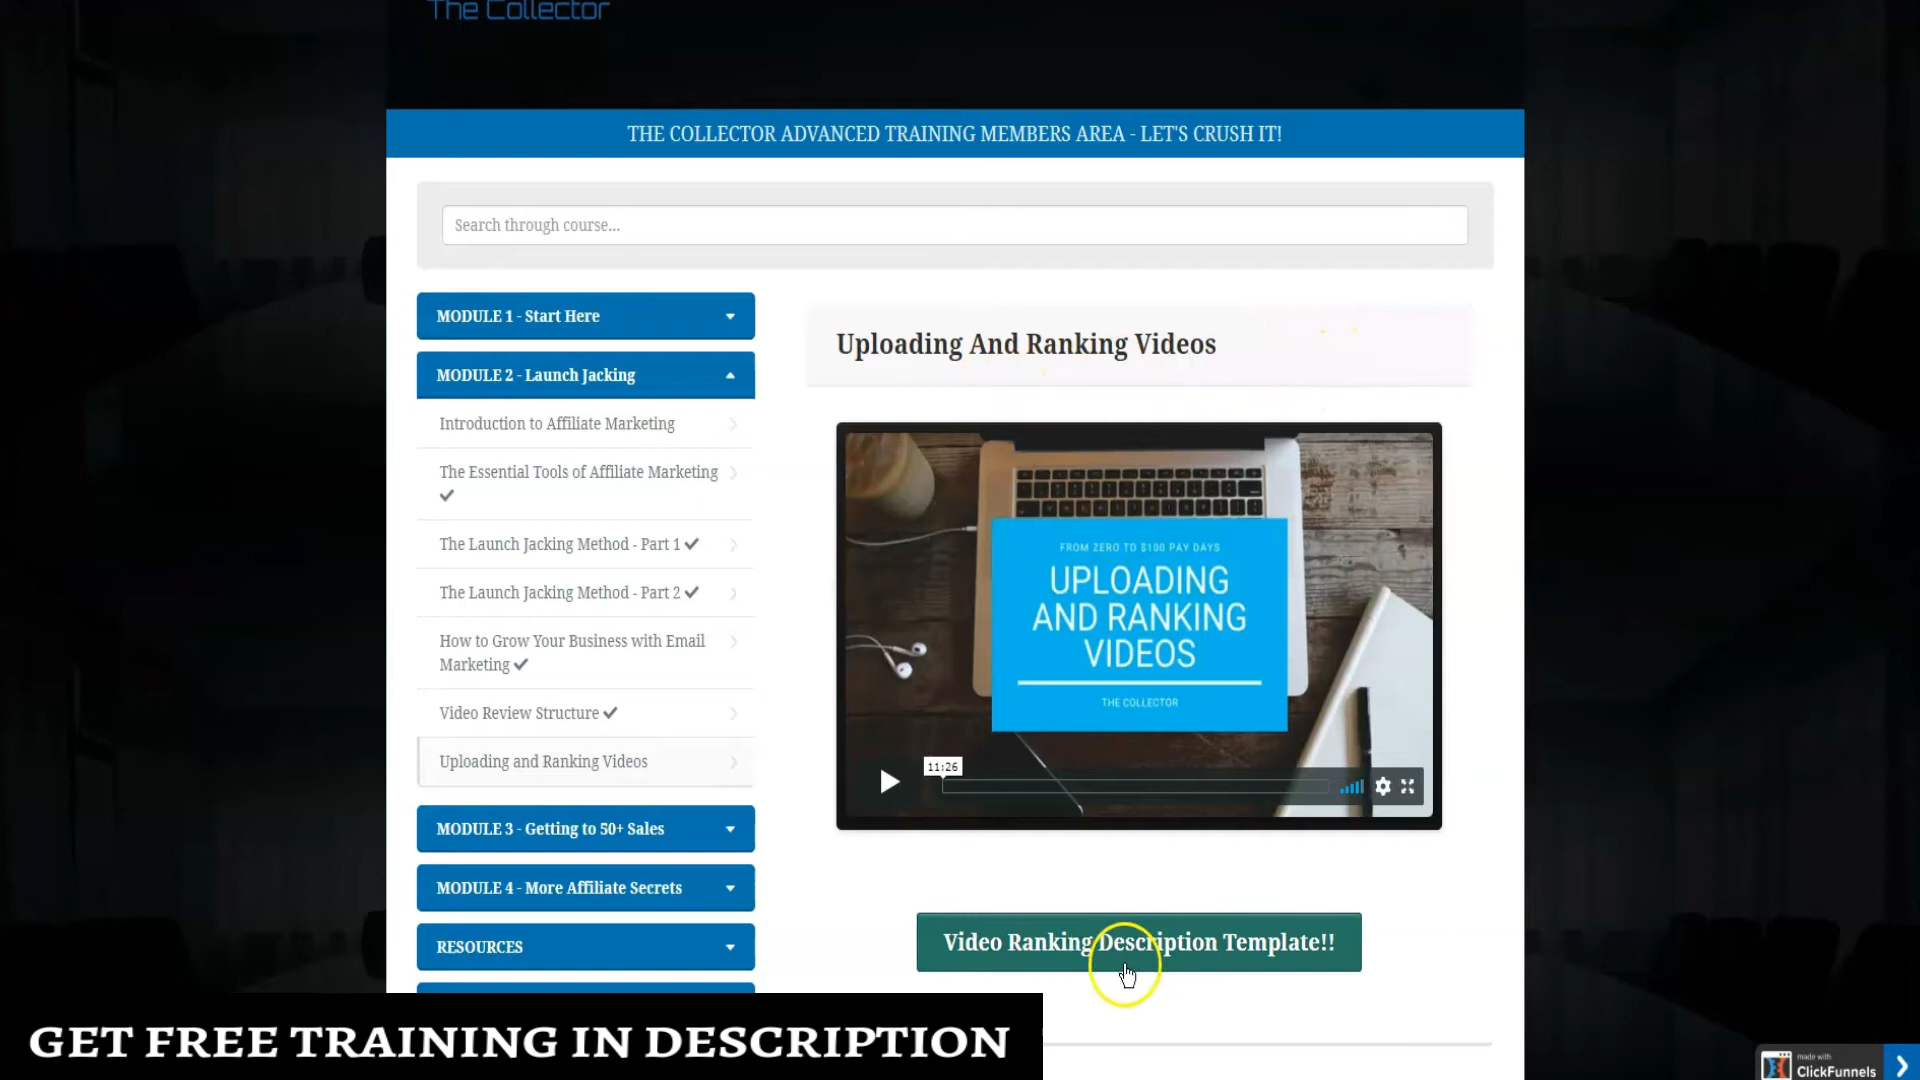 The Collector
THE COLLECTOR ADVANCED TRAINING MEMBERS AREA - LET'S CRUSH IT!
Search through course...
MODULE 1 - Start Here
MODULE 2 - Launch Jacking
Introduction to Affiliate Marketing
The Essential Tools of Affiliate Marketing
The Launch Jacking Method - Part 1
The Launch Jacking Method - Part 2
How to Grow Your Business with Email
Marketing
Video Review Structure
Uploading and Ranking Videos
MODULE 3 - Getting to 50+ Sales
MODULE 4 - More Affiliate Secrets
RESOURCES
Uploading And Ranking Videos
FROM ZERO TO $100 PAY DAYS
UPLOADING
AND RANKING
VIDEOS
THE COLLECTOR
11:26
Video Ranking Description Template!!
GET FREE TRAINING IN DESCRIPTION
made with
ClickFunnels